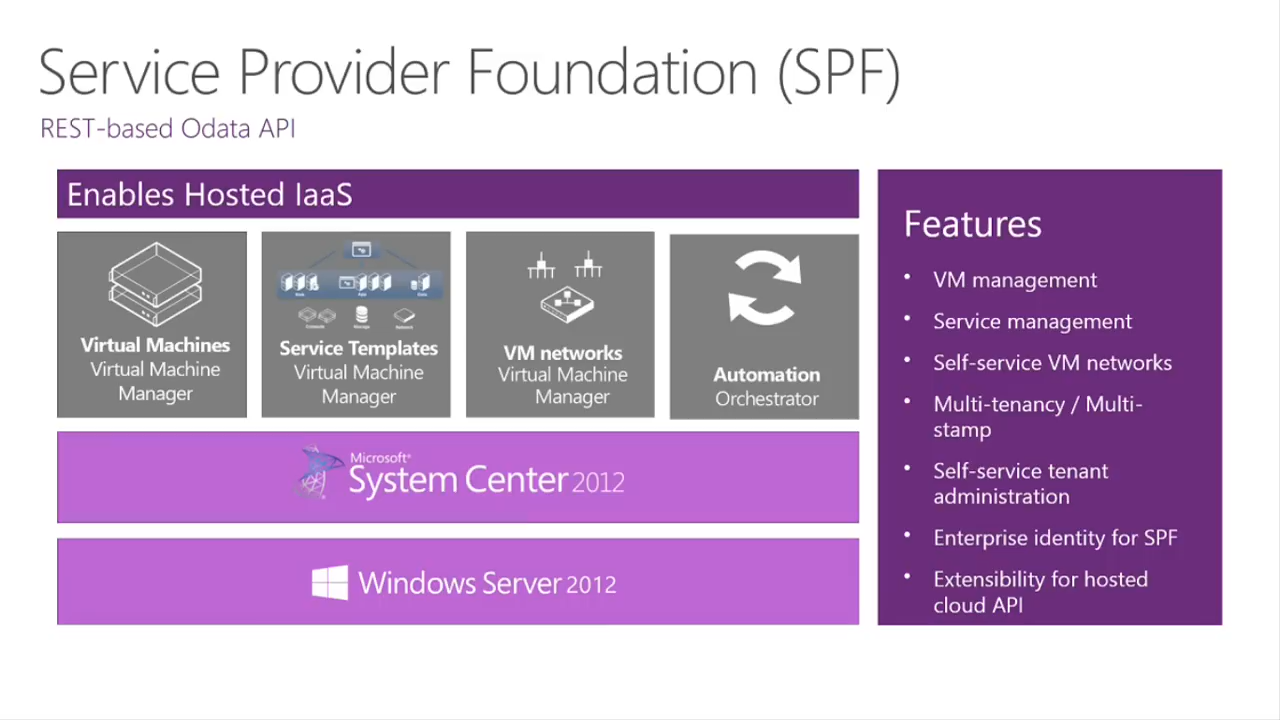 Service Provider Foundation (SPF)
REST-based Odata API
Enables Hosted IaaS
Virtual Machines
Virtual Machine
Manager
Service Templates
Virtual Machine
Manager
VM networks
Virtual Machine
Manager
Automation
Orchestrator
Microsoft®
System Center 2012
Windows Server 2012
Features
• VM management
• Service management
• Self-service VM networks
• Multi-tenancy / Multi-
stamp
• Self-service tenant
administration
• Enterprise identity for SPF
• Extensibility for hosted
cloud API